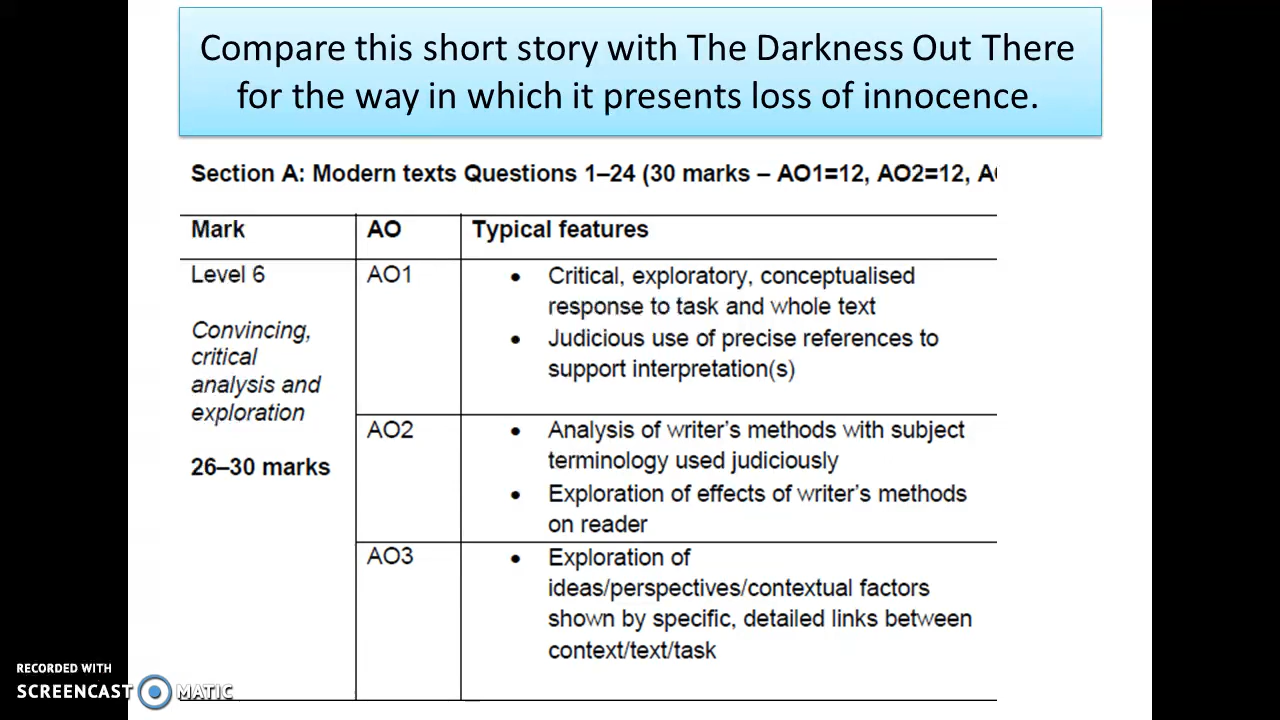 Compare this short story with The Darkness Out There
for the way in which it presents loss of innocence.
Section A: Modern texts Questions 1–24 (30 marks – AO1=12, AO2=12,
Mark AO Typical features
Level 6
Convincing,
critical
analysis and
exploration
26–30 marks
AO1
• Critical, exploratory, conceptualised
response to task and whole text
• Judicious use of precise references to
support interpretation(s)
AO2
• Analysis of writer's methods with subject
terminology used judiciously
• Exploration of effects of writer's methods
on reader
AO3
• Exploration of
ideas/perspectives/contextual factors
shown by specific, detailed links between
context/text/task
RECORDED WITH
SCREENCAST MATIC